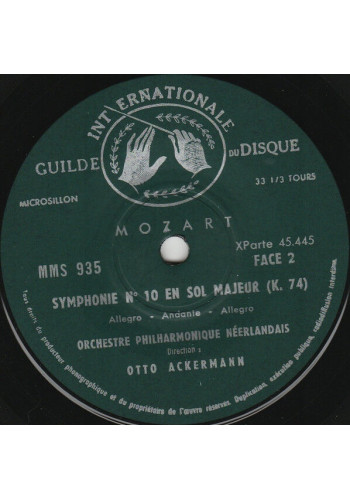 GUILDE INTERNATIONALE DU DISQUE
MICROSILLON
33 1/3 TOURS
MOZART
MMS 935
XParte 45.445
FACE 2
SYMPHONIE N° 10 EN SOL MAJEUR (K. 74)
Allegro - Andante - Allegro
ORCHESTRE PHILHARMONIQUE NÉERLANDAIS
Direction :
OTTO ACKERMANN
Tous droits du producteur phonographique et du propriétaire de l'œuvre réservés. Duplication, exécution publique, radiodiffusion interdites.